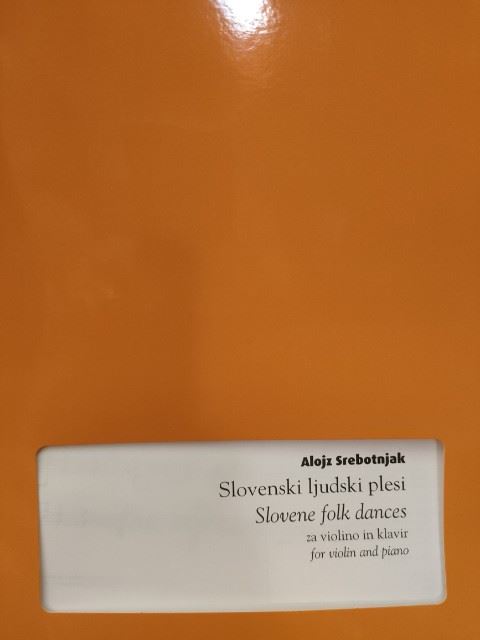 Alojz Srebotnjak
Slovenski ljudski plesi
Slovene folk dances
za violino in klavir
for violin and piano